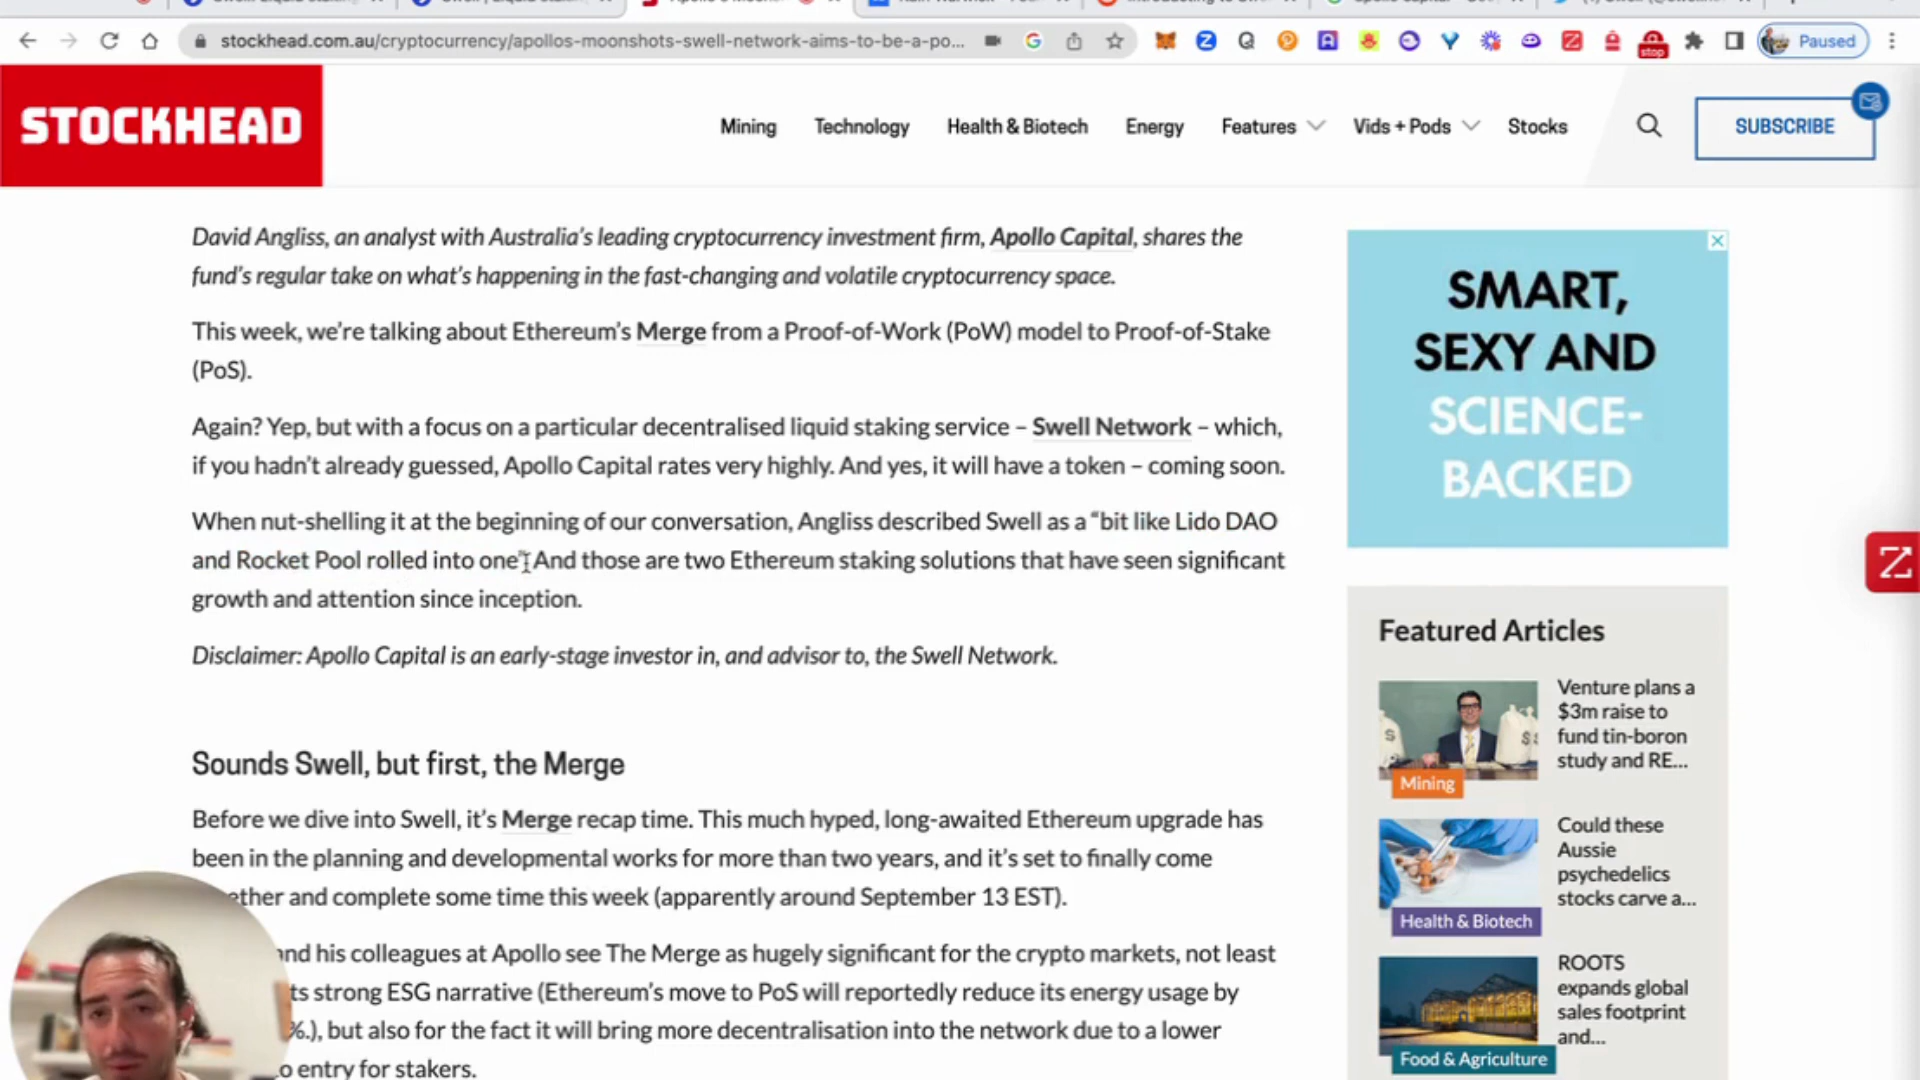 stockhead.com.au/cryptocurrency/apollos-moonshots-swell-network-aims-to-be-a-po...
stop
Paused
STOCKHEAD
Mining
Technology
Health & Biotech
Energy
Features
Vids + Pods
Stocks
SUBSCRIBE
David Angliss, an analyst with Australia's leading cryptocurrency investment firm, Apollo Capital, shares the
fund's regular take on what's happening in the fast-changing and volatile cryptocurrency space.
This week, we're talking about Ethereum's Merge from a Proof-of-Work (PoW) model to Proof-of-Stake
(PoS).
Again? Yep, but with a focus on a particular decentralised liquid staking service – Swell Network – which,
if you hadn't already guessed, Apollo Capital rates very highly. And yes, it will have a token – coming soon.
When nut-shelling it at the beginning of our conversation, Angliss described Swell as a “bit like Lido DAO
and Rocket Pool rolled into one” And those are two Ethereum staking solutions that have seen significant
growth and attention since inception.
Disclaimer: Apollo Capital is an early-stage investor in, and advisor to, the Swell Network.
Sounds Swell, but first, the Merge
Before we dive into Swell, it's Merge recap time. This much hyped, long-awaited Ethereum upgrade has
been in the planning and developmental works for more than two years, and it's set to finally come
ether and complete some time this week (apparently around September 13 EST).
nd his colleagues at Apollo see The Merge as hugely significant for the crypto markets, not least
ts strong ESG narrative (Ethereum's move to PoS will reportedly reduce its energy usage by
%.), but also for the fact it will bring more decentralisation into the network due to a lower
o entry for stakers.
SMART,
SEXY AND
SCIENCE-
BACKED
Featured Articles
Venture plans a
$3m raise to
fund tin-boron
study and RE...
Mining
Could these
Aussie
psychedelics
stocks carve a...
Health & Biotech
ROOTS
expands global
sales footprint
and...
Food & Agriculture